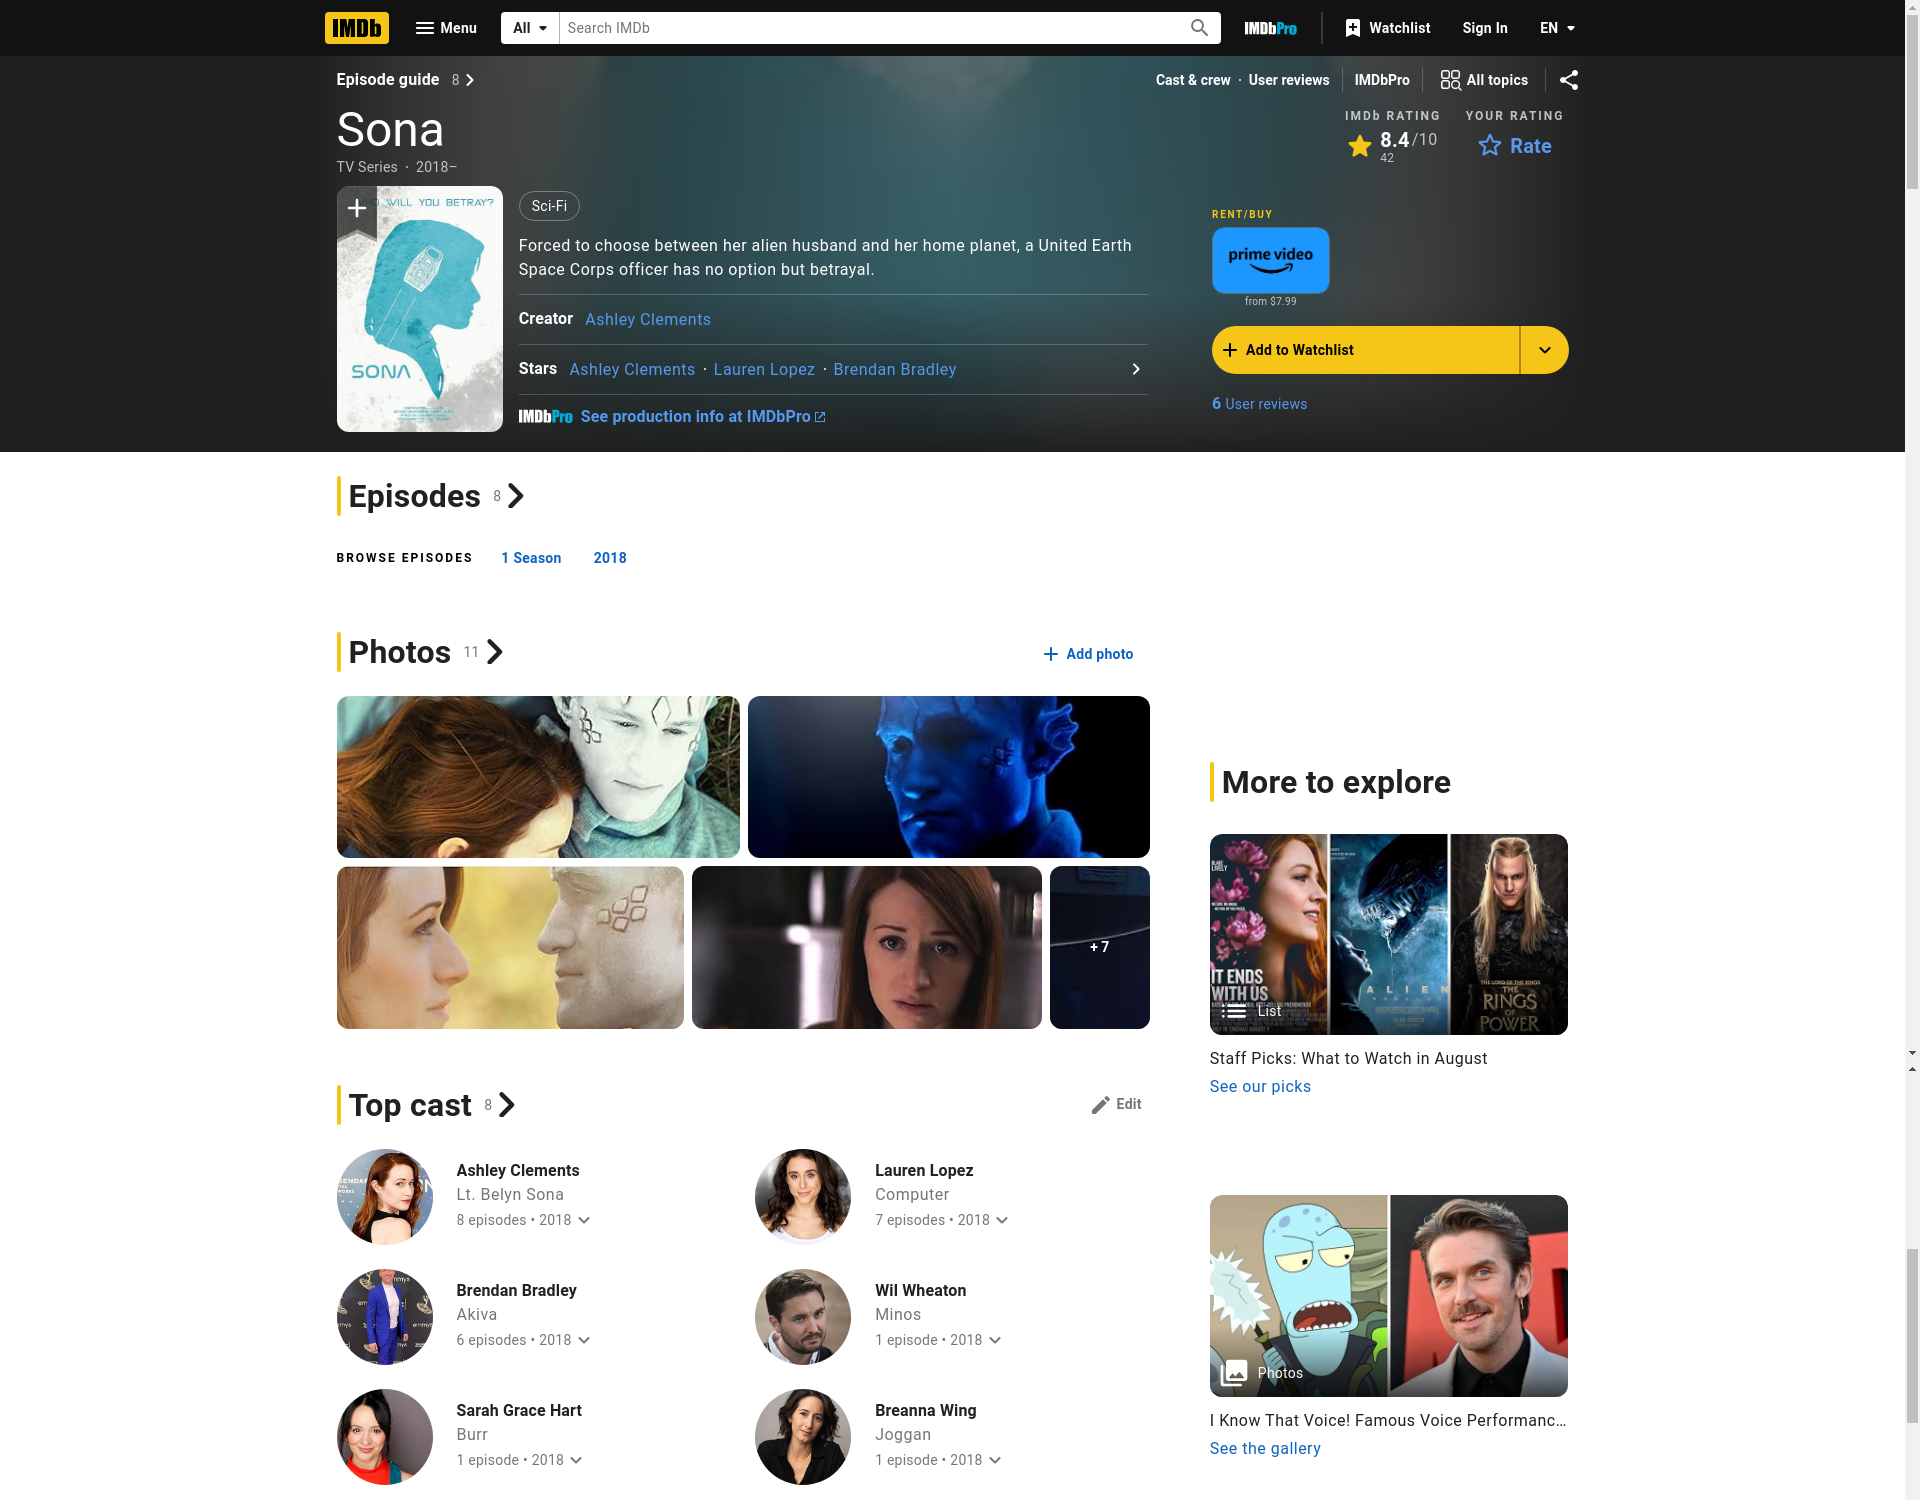 IMDb
Menu
All
Search IMDb
IMDbPro
Watchlist
Sign In
EN
Episode guide 8
Cast & crew · User reviews
IMDbPro
All topics
Sona
TV Series · 2018–
IMDb RATING
8.4/10
42
YOUR RATING
Rate
WILL YOU BETRAY?
SONA
Sci-Fi
Forced to choose between her alien husband and her home planet, a United Earth
Space Corps officer has no option but betrayal.
Creator Ashley Clements
Stars Ashley Clements · Lauren Lopez · Brendan Bradley
IMDbPro See production info at IMDbPro
RENT/BUY
prime video
from $7.99
Add to Watchlist
6 User reviews
Episodes 8
BROWSE EPISODES 1 Season 2018
Photos 11
Add photo
+ 7
Top cast 8
Edit
Ashley Clements
Lt. Belyn Sona
8 episodes • 2018
Lauren Lopez
Computer
7 episodes • 2018
Brendan Bradley
Akiva
6 episodes • 2018
Wil Wheaton
Minos
1 episode • 2018
Sarah Grace Hart
Burr
1 episode • 2018
Breanna Wing
Joggan
1 episode • 2018
More to explore
BLAKE
LIVELY
IT ENDS
WITH US
ALIEN
THE LORD OF THE RINGS
THE
RINGS
OF
POWER
List
Staff Picks: What to Watch in August
See our picks
Photos
I Know That Voice! Famous Voice Performanc...
See the gallery